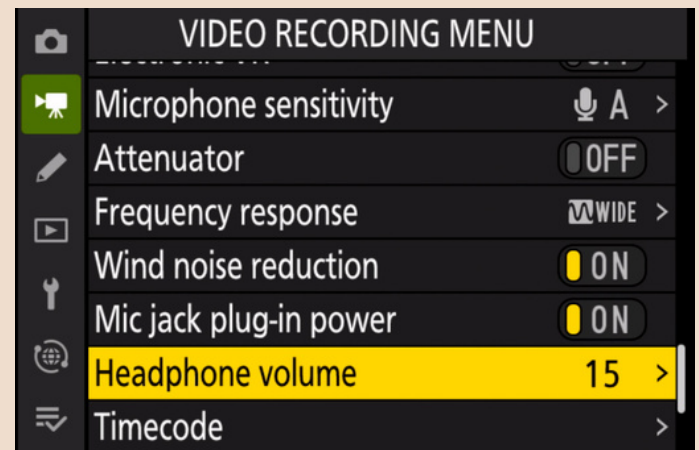 VIDEO RECORDING MENU
Microphone sensitivity A >
Attenuator OFF
Frequency response WIDE >
Wind noise reduction ON
Mic jack plug-in power ON
Headphone volume 15 >
Timecode >